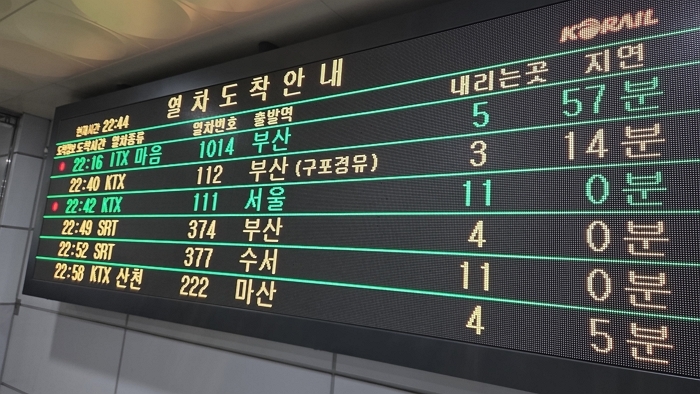 KORAIL
열차도착안내
현재시간 22:44
도착정보 도착시간 열차종류 열차번호 출발역 내리는곳 지연
22:16 ITX 마음 1014 부산 5 57분
22:40 KTX 112 부산(구포경유) 3 14분
22:42 KTX 111 서울 11 0분
22:49 SRT 374 부산 4 0분
22:52 SRT 377 수서 11 0분
22:58 KTX 산천 222 마산 4 5분